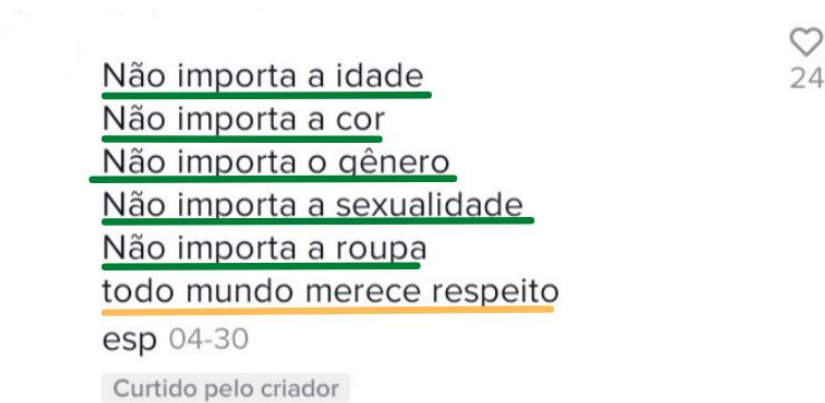 Não importa a idade
Não importa a cor
Não importa o gênero
Não importa a sexualidade
Não importa a roupa
todo mundo merece respeito
esp 04-30
Curtido pelo criador
24